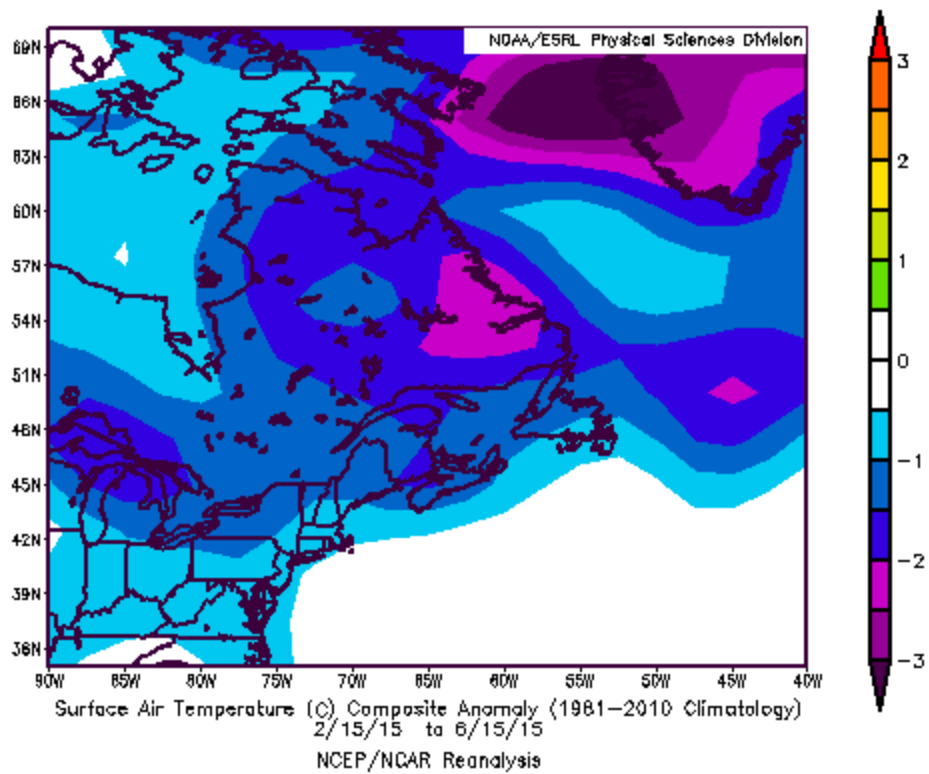 NOAA/ESRL Physical Sciences Division
69N
66N
63N
60N
57N
54N
51N
48N
45N
42N
39N
36N
90W 85W 80W 75W 70W 65W 60W 55W 50W 45W 40W
3
2
1
0
−1
−2
−3
Surface Air Temperature (C) Composite Anomaly (1981−2010 Climatology)
2/15/15 to 6/15/15
NCEP/NCAR Reanalysis